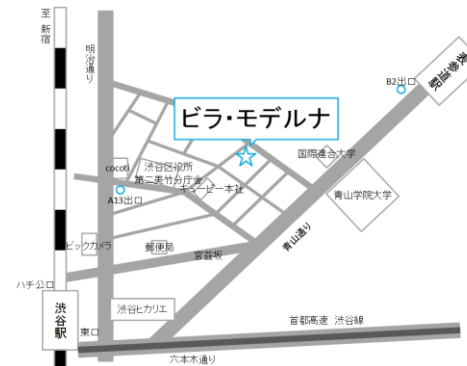 至 新宿
明治通り
表参道駅
B2出口
ビラ・モデルナ
国際連合大学
cocoti
渋谷区役所
第二美竹分庁舎
キューピー本社
青山学院大学
A13出口
青山通り
ビックカメラ
郵便局
宮益坂
ハチ公口
渋谷駅
渋谷ヒカリエ
東口
首都高速 渋谷線
六本木通り